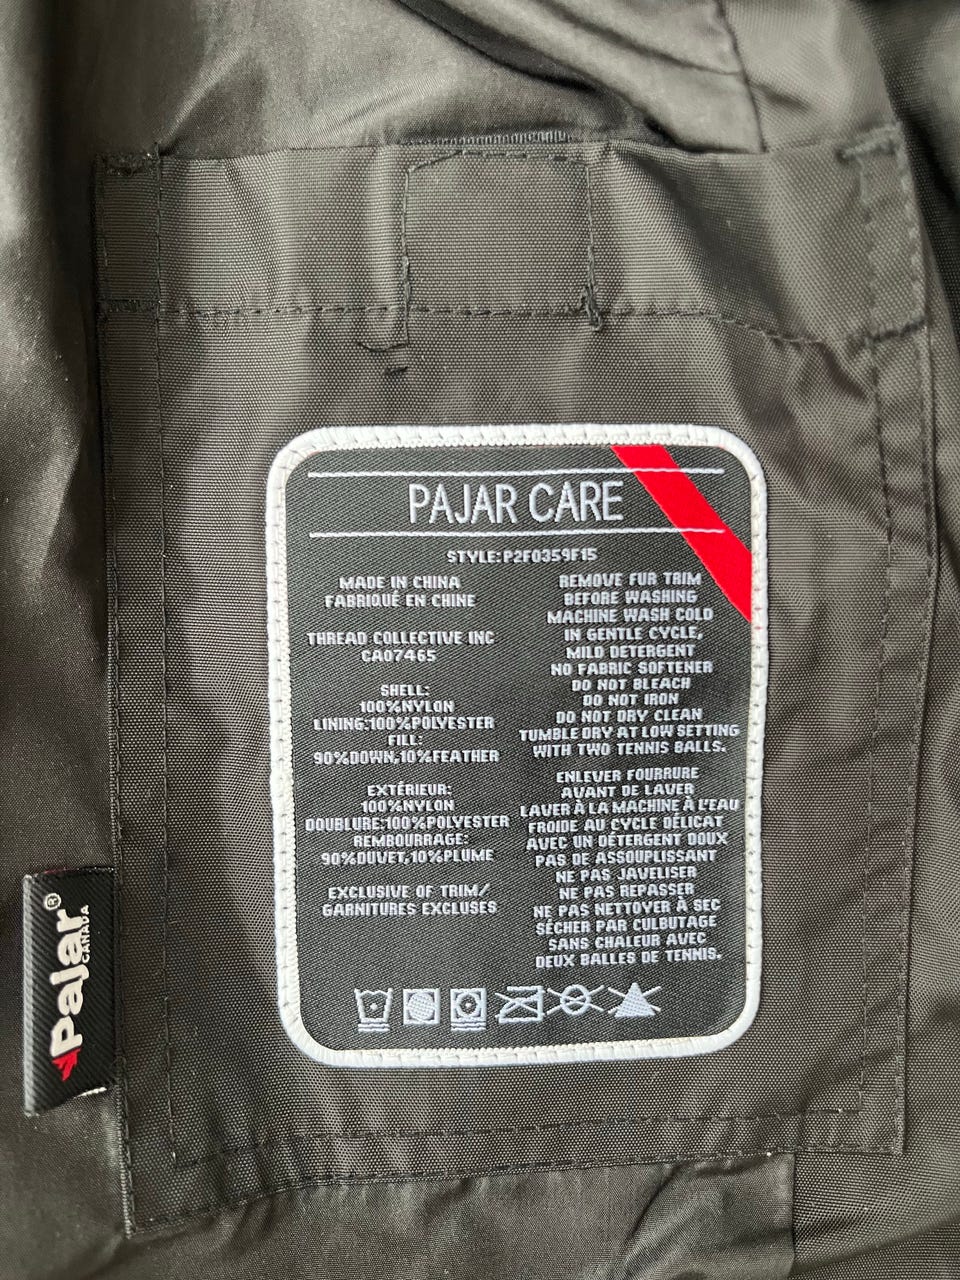 PAJAR CARE
STYLE:P2F0359F15
MADE IN CHINA
FABRIQUÉ EN CHINE
THREAD COLLECTIVE INC
CA07465
SHELL:
100%NYLON
LINING:100%POLYESTER
FILL:
90%DOWN,10%FEATHER
EXTÉRIEUR:
100%NYLON
DOUBLURE:100%POLYESTER
REMBOURRAGE:
90%DUVET,10%PLUME
EXCLUSIVE OF TRIM/
GARNITURES EXCLUSES
REMOVE FUR TRIM
BEFORE WASHING
MACHINE WASH COLD
IN GENTLE CYCLE,
MILD DETERGENT
NO FABRIC SOFTENER
DO NOT BLEACH
DO NOT IRON
DO NOT DRY CLEAN
TUMBLE DRY AT LOW SETTING
WITH TWO TENNIS BALLS.
ENLEVER FOURRURE
AVANT DE LAVER
LAVER À LA MACHINE À L'EAU
FROIDE AU CYCLE DÉLICAT
AVEC UN DÉTERGENT DOUX
PAS DE ASSOUPLISSANT
NE PAS JAVELISER
NE PAS REPASSER
NE PAS NETTOYER À SEC
SÉCHER PAR CULBUTAGE
SANS CHALEUR AVEC
DEUX BALLES DE TENNIS.
Pajar®
CANADA